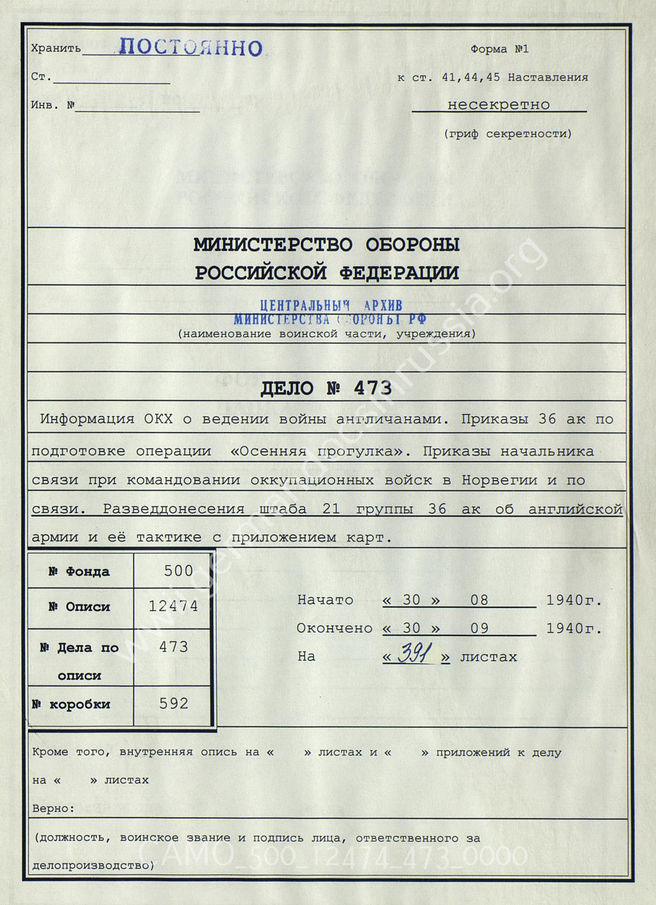 Хранить ПОСТОЯННО
Форма №1
Ст.
к ст. 41,44,45 Наставления
Инв. №
несекретно
(гриф секретности)
МИНИСТЕРСТВО ОБОРОНЫ
РОССИЙСКОЙ ФЕДЕРАЦИИ
ЦЕНТРАЛЬНЫЙ АРХИВ
МИНИСТЕРСТВА ОБОРОНЫ РФ
(наименование воинской части, учреждения)
ДЕЛО № 473
Информация ОКХ о ведении войны англичанами. Приказы 36 ак по
подготовке операции «Осенняя прогулка». Приказы начальника
связи при командовании оккупационных войск в Норвегии и по
связи. Разведдонесения штаба 21 группы 36 ак об английской
армии и её тактике с приложением карт.
№ Фонда 500
№ Описи 12474
№ Дела по описи 473
№ коробки 592
Начато « 30 » 08 1940г.
Окончено « 30 » 09 1940г.
На « 391 » листах
Кроме того, внутренняя опись на « » листах и « » приложений к делу
на « » листах
Верно:
(должность, воинское звание и подпись лица, ответственного за
делопроизводство)
CAMO_500_12474_473_0000
www.germandocsinrussia.org